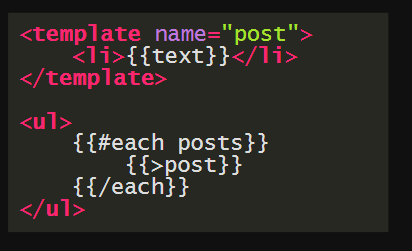 <template name="post">
    <li>{{text}}</li>
</template>

<ul>
    {{#each posts}}
        {{>post}}
    {{/each}}
</ul>